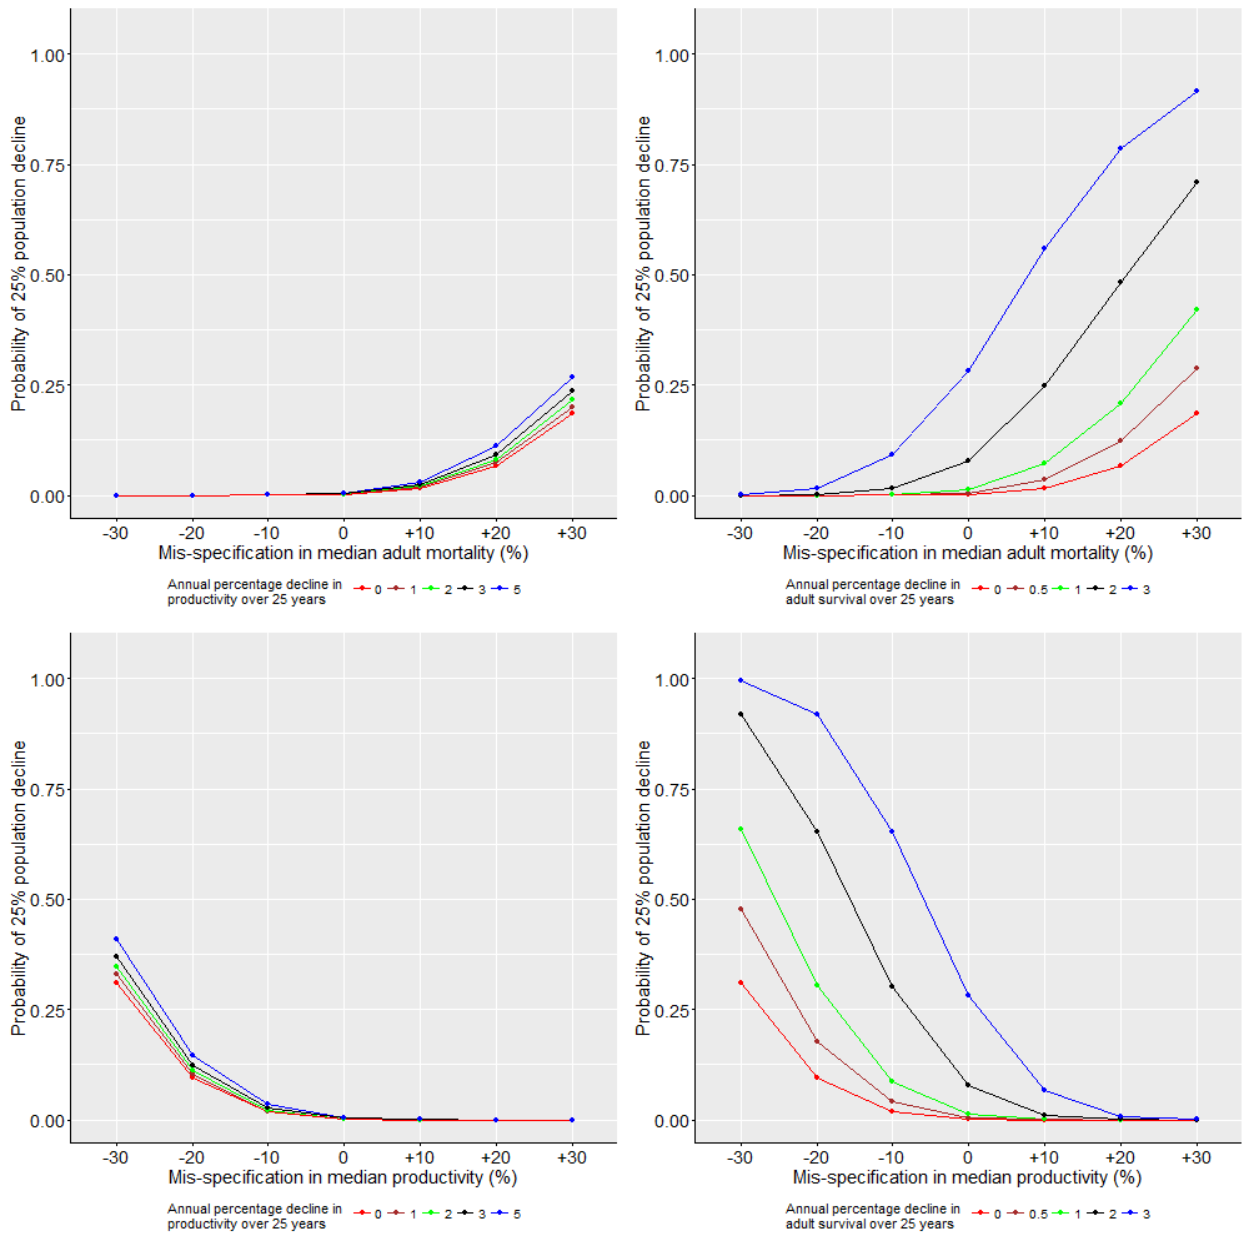 Probability of 25% population decline
1.00
0.75
0.50
0.25
0.00
-30 -20 -10 0 +10 +20 +30
Mis-specification in median adult mortality (%)
Annual percentage decline in
productivity over 25 years
0 1 2 3 5
Probability of 25% population decline
1.00
0.75
0.50
0.25
0.00
-30 -20 -10 0 +10 +20 +30
Mis-specification in median adult mortality (%)
Annual percentage decline in
adult survival over 25 years
0 0.5 1 2 3
Probability of 25% population decline
1.00
0.75
0.50
0.25
0.00
-30 -20 -10 0 +10 +20 +30
Mis-specification in median productivity (%)
Annual percentage decline in
productivity over 25 years
0 1 2 3 5
Probability of 25% population decline
1.00
0.75
0.50
0.25
0.00
-30 -20 -10 0 +10 +20 +30
Mis-specification in median productivity (%)
Annual percentage decline in
adult survival over 25 years
0 0.5 1 2 3